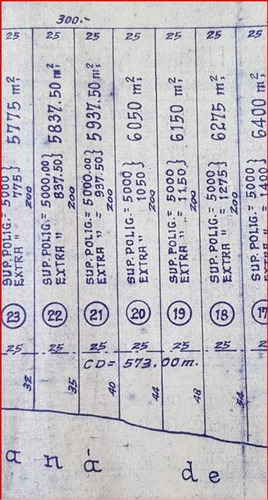 300.-
25 25 25 25 25 25 25
5775 m²;
SUP. POLIG. = 5000 }
EXTRA " = 775 }
200
23
5837.50 m²;
SUP. POLIG. = 5000,00 }
EXTRA " = 837.50 }
200
22
5937.50 m²;
SUP. POLIG. = 5000,00 }
EXTRA " = 937.50 }
200
21
6050 m²;
SUP. POLIG. = 5000 }
EXTRA " = 1050 }
200
20
6150 m²;
SUP. POLIG. = 5000 }
EXTRA " = 1150 }
200
19
6275 m²;
SUP. POLIG. = 5000 }
EXTRA " = 1275 }
200
18
6400 m²;
SUP. POLIG. = 5000 }
EXTRA " = 1400 }
17
25 25 25 25 25 25 25
CD = 573.00 m.
32 35 40 44 48 54
a n á d e